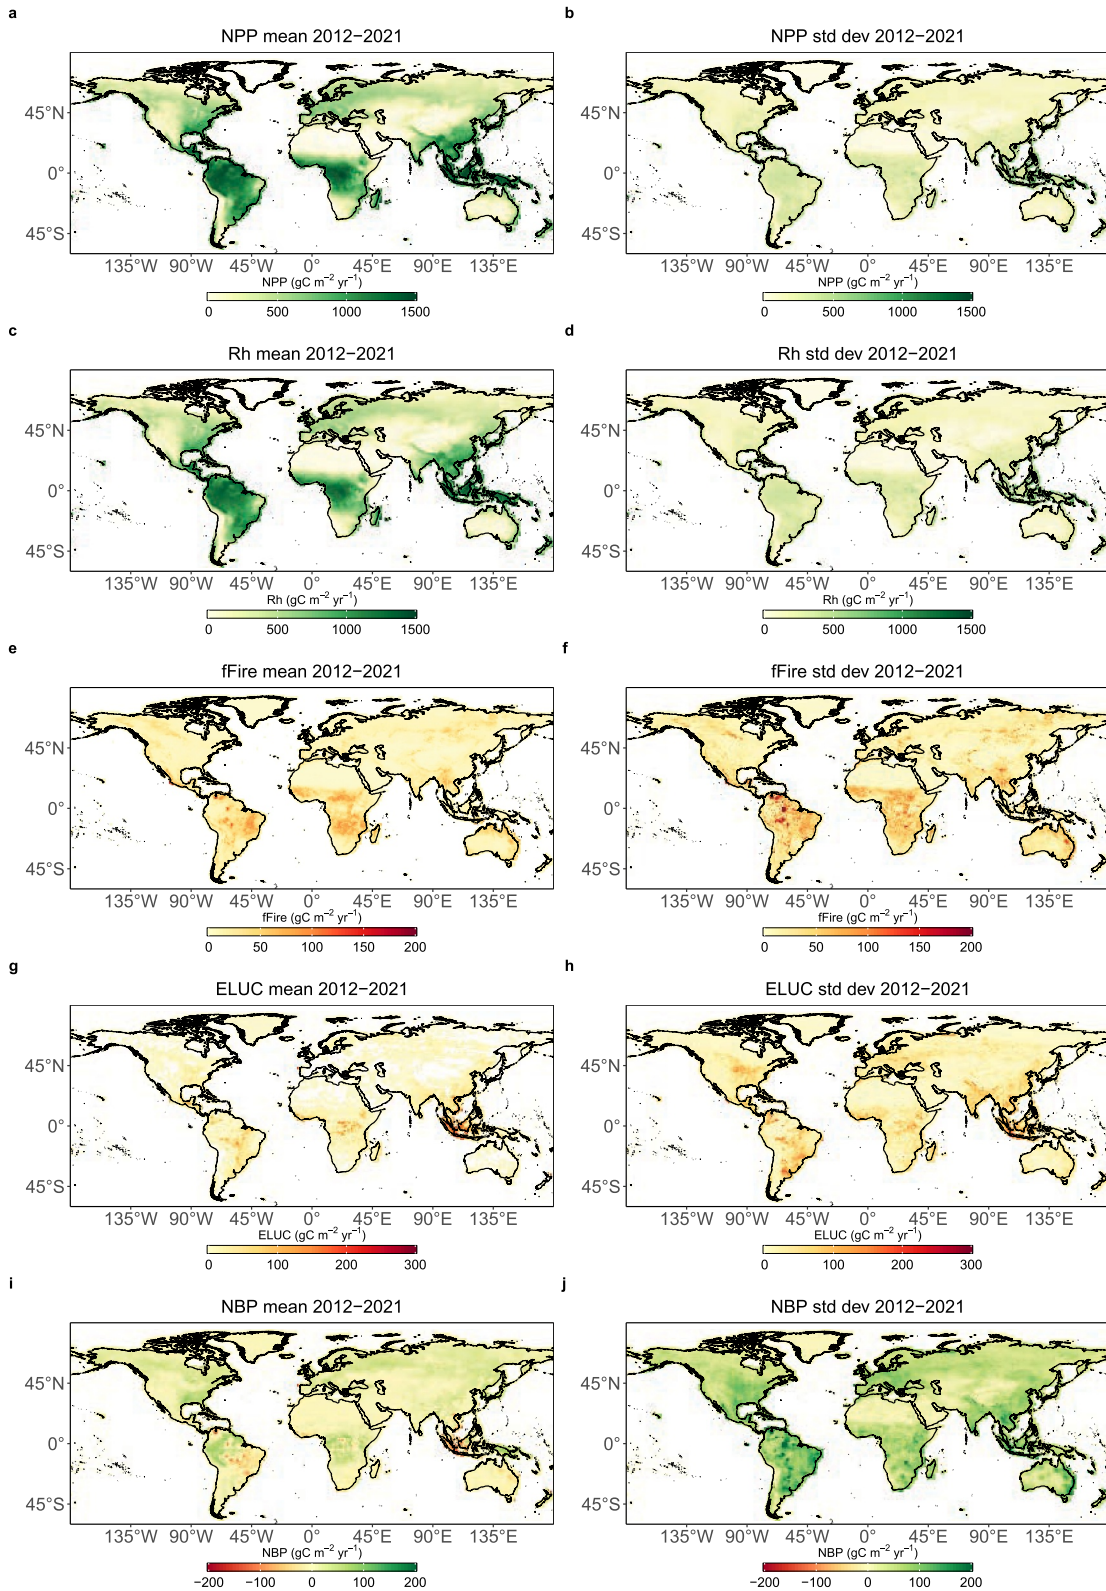 a
b
NPP mean 2012−2021
NPP std dev 2012−2021
45°N
0°
45°S
135°W 90°W 45°W 0° 45°E 90°E 135°E
NPP (gC m⁻² yr⁻¹)
0 500 1000 1500
45°N
0°
45°S
135°W 90°W 45°W 0° 45°E 90°E 135°E
NPP (gC m⁻² yr⁻¹)
0 500 1000 1500
c
d
Rh mean 2012−2021
Rh std dev 2012−2021
45°N
0°
45°S
135°W 90°W 45°W 0° 45°E 90°E 135°E
Rh (gC m⁻² yr⁻¹)
0 500 1000 1500
45°N
0°
45°S
135°W 90°W 45°W 0° 45°E 90°E 135°E
Rh (gC m⁻² yr⁻¹)
0 500 1000 1500
e
f
fFire mean 2012−2021
fFire std dev 2012−2021
45°N
0°
45°S
135°W 90°W 45°W 0° 45°E 90°E 135°E
fFire (gC m⁻² yr⁻¹)
0 50 100 150 200
45°N
0°
45°S
135°W 90°W 45°W 0° 45°E 90°E 135°E
fFire (gC m⁻² yr⁻¹)
0 50 100 150 200
g
h
ELUC mean 2012−2021
ELUC std dev 2012−2021
45°N
0°
45°S
135°W 90°W 45°W 0° 45°E 90°E 135°E
ELUC (gC m⁻² yr⁻¹)
0 100 200 300
45°N
0°
45°S
135°W 90°W 45°W 0° 45°E 90°E 135°E
ELUC (gC m⁻² yr⁻¹)
0 100 200 300
i
j
NBP mean 2012−2021
NBP std dev 2012−2021
45°N
0°
45°S
135°W 90°W 45°W 0° 45°E 90°E 135°E
NBP (gC m⁻² yr⁻¹)
−200 −100 0 100 200
45°N
0°
45°S
135°W 90°W 45°W 0° 45°E 90°E 135°E
NBP (gC m⁻² yr⁻¹)
−200 −100 0 100 200